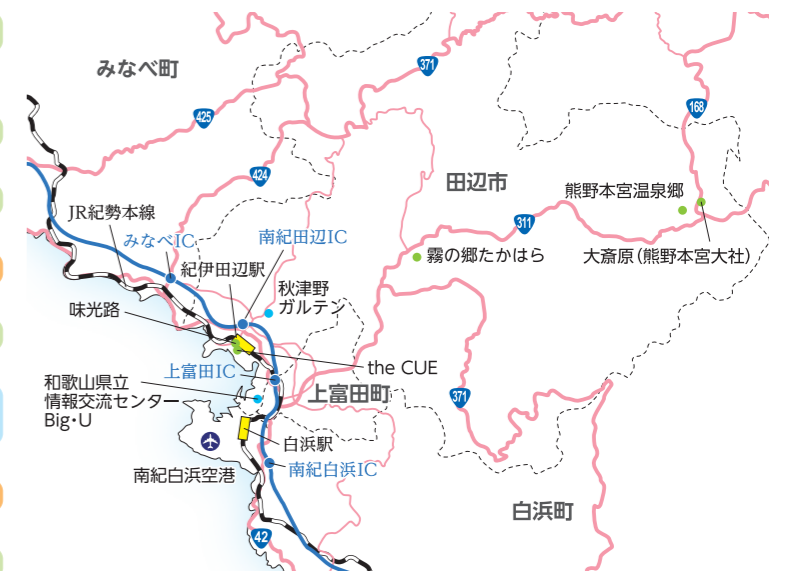 みなべ町
371
168
425
424
田辺市
熊野本宮温泉郷
JR紀勢本線
みなべIC
南紀田辺IC
311
大斎原(熊野本宮大社)
霧の郷たかはら
紀伊田辺駅
秋津野
ガルテン
味光路
the CUE
上富田IC
上富田町
和歌山県立
情報交流センター
Big・U
371
白浜駅
南紀白浜空港
南紀白浜IC
白浜町
42